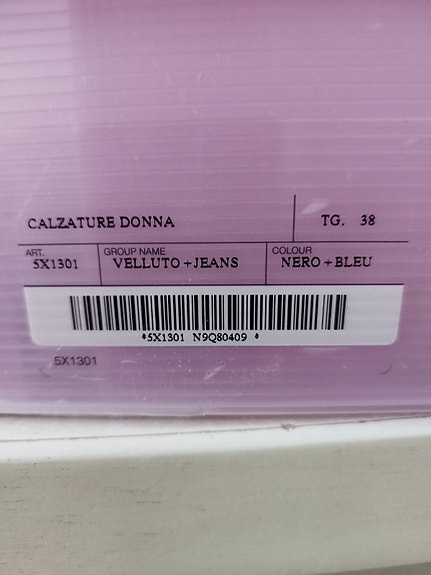 CALZATURE DONNA TG. 38
ART. GROUP NAME COLOUR
5X1301 VELLUTO+JEANS NERO+BLEU
*5X1301 N9Q80409 *
5X1301